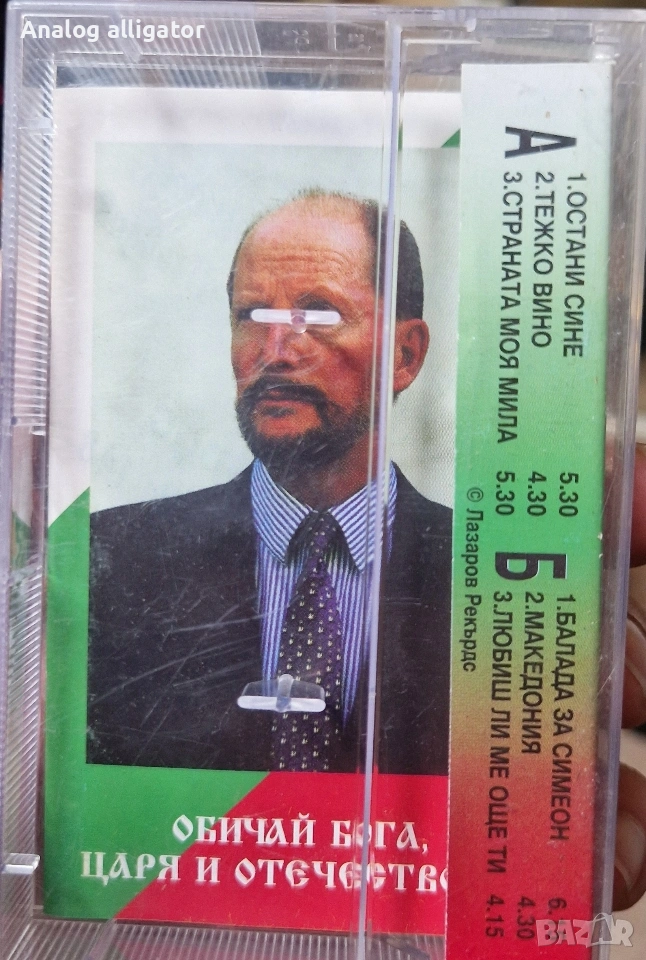 Analog alligator
А
1.ОСТАНИ СИНЕ 5.30
2.ТЕЖКО ВИНО 4.30
3.СТРАНАТА МОЯ МИЛА 5.30
Б
1.БАЛАДА ЗА СИМЕОН
2.МАКЕДОНИЯ 4.30
3.ЛЮБИШ ЛИ МЕ ОЩЕ ТИ 4.15
© Лазаров Рекърдс
ОБИЧАЙ БОГА,
ЦАРЯ И ОТЕЧЕСТВО
BAZAR